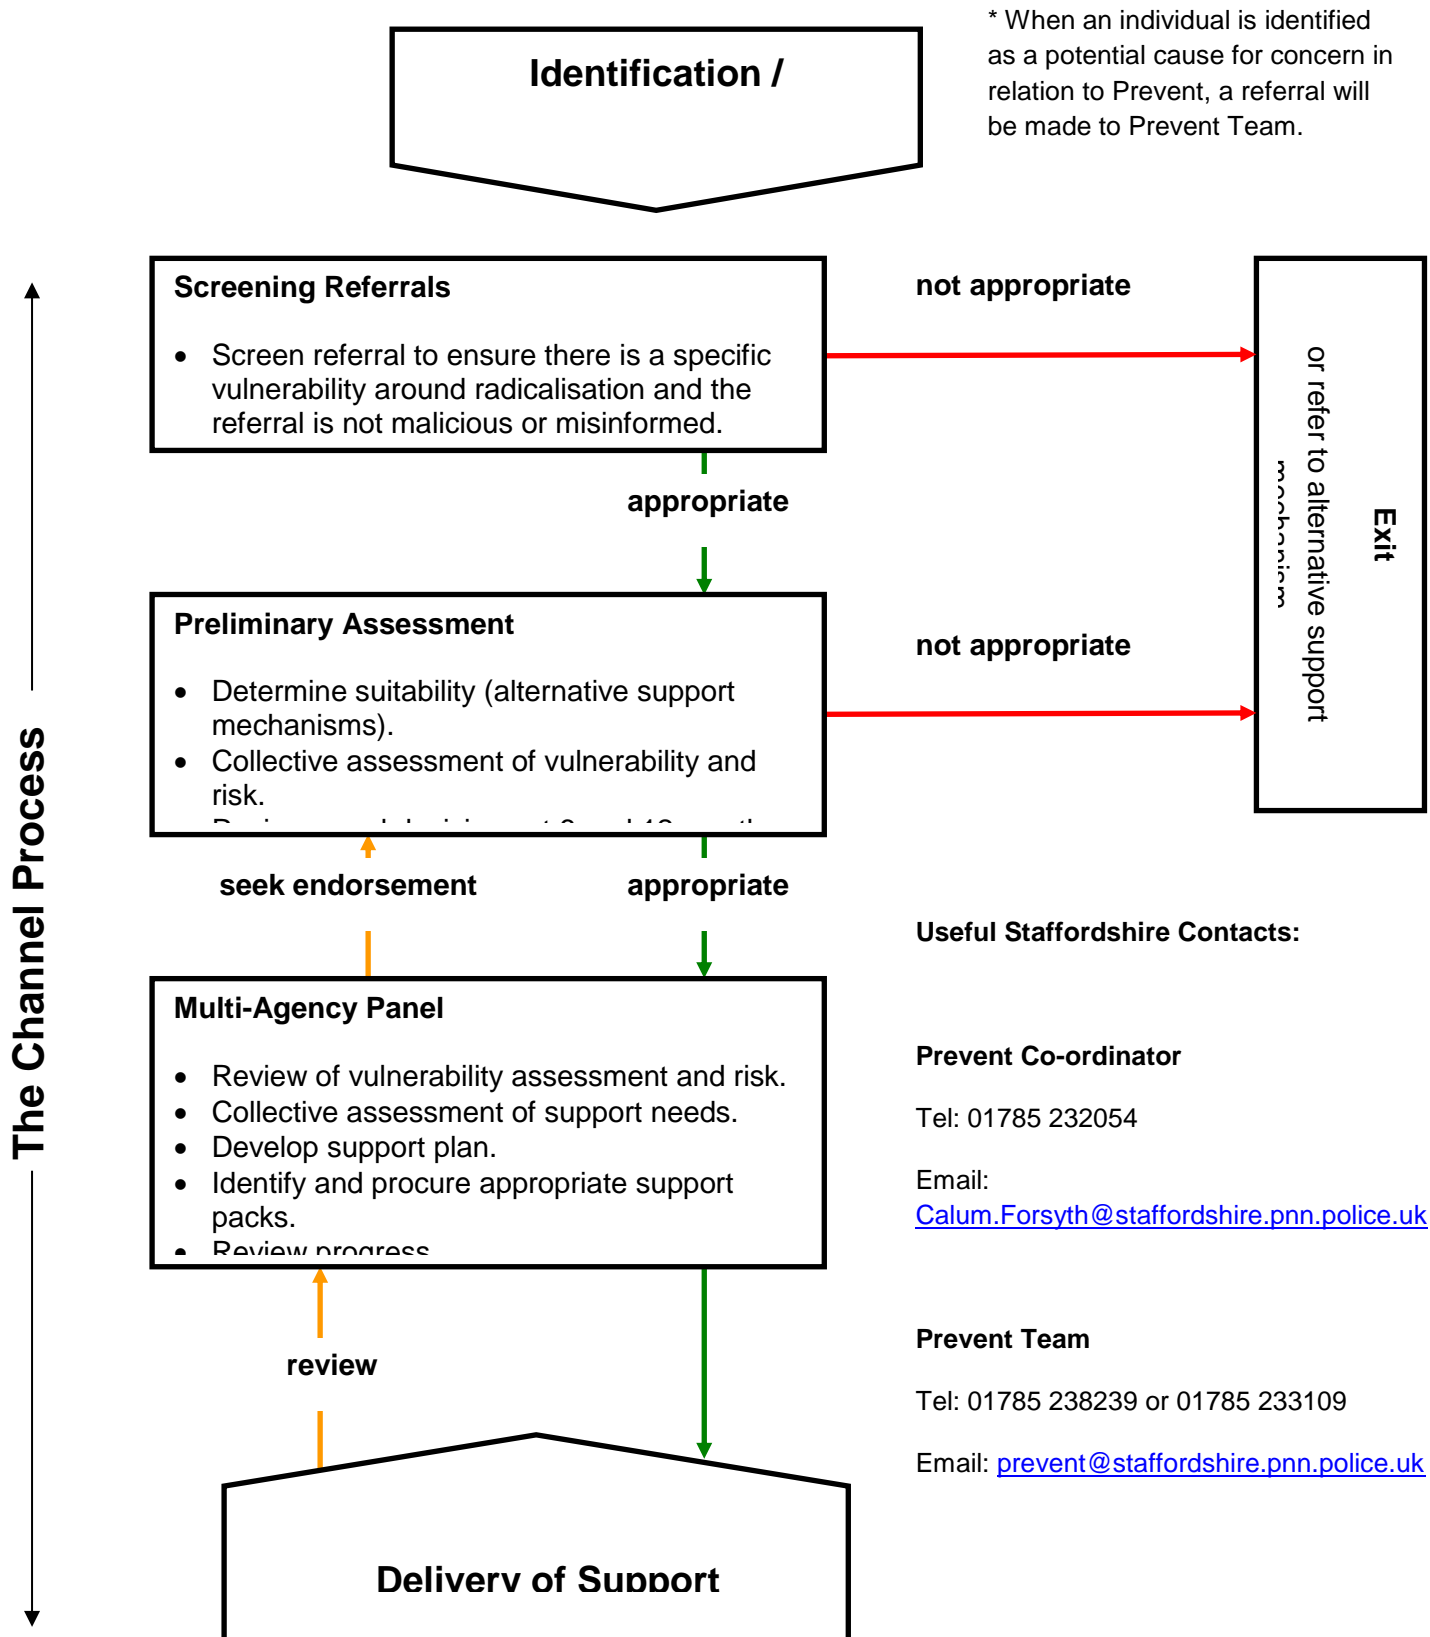 * When an individual is identified
as a potential cause for concern in
relation to Prevent, a referral will
be made to Prevent Team.
Identification /
The Channel Process
Screening Referrals
• Screen referral to ensure there is a specific
vulnerability around radicalisation and the
referral is not malicious or misinformed.
not appropriate
Exit
or refer to alternative support
mechanism
appropriate
Preliminary Assessment
• Determine suitability (alternative support
mechanisms).
• Collective assessment of vulnerability and
risk.
not appropriate
seek endorsement
appropriate
Multi-Agency Panel
• Review of vulnerability assessment and risk.
• Collective assessment of support needs.
• Develop support plan.
• Identify and procure appropriate support
packs.
• Review progress
review
Delivery of Support
Useful Staffordshire Contacts:
Prevent Co-ordinator
Tel: 01785 232054
Email:
Calum.Forsyth@staffordshire.pnn.police.uk
Prevent Team
Tel: 01785 238239 or 01785 233109
Email: prevent@staffordshire.pnn.police.uk